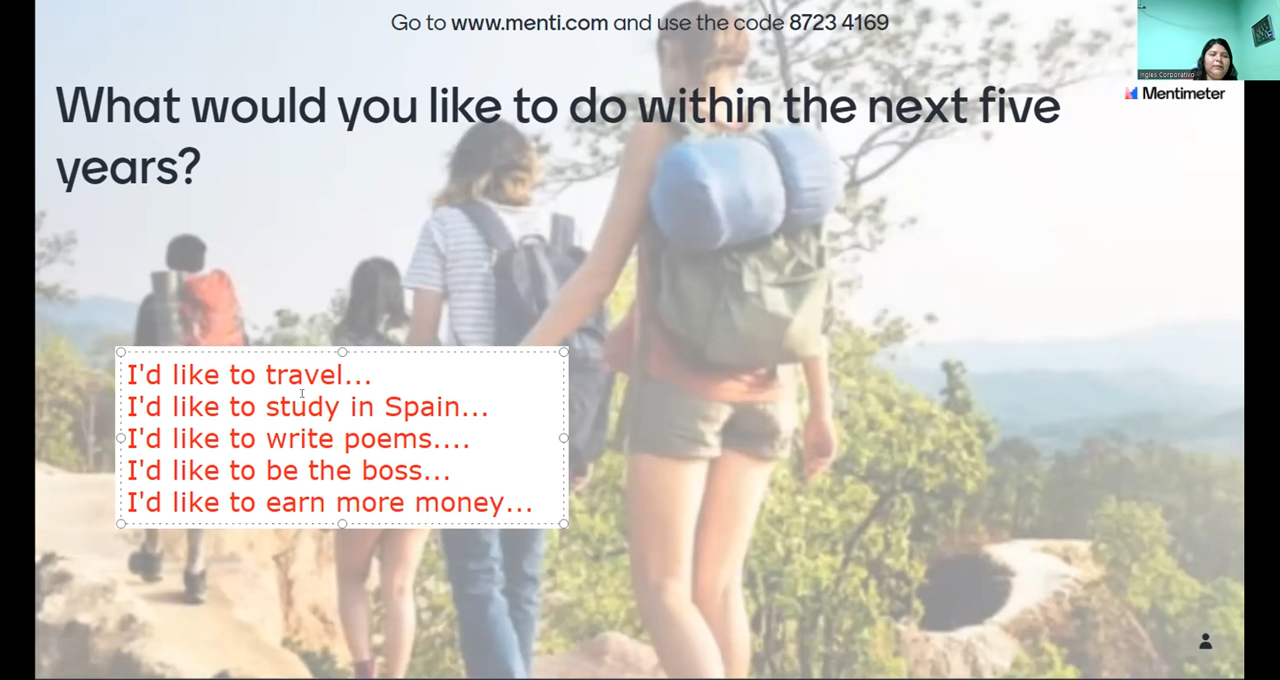 Go to www.menti.com and use the code 8723 4169
Ingles Corporativo
Mentimeter
What would you like to do within the next five
years?
I'd like to travel...
I'd like to study in Spain...
I'd like to write poems....
I'd like to be the boss...
I'd like to earn more money...